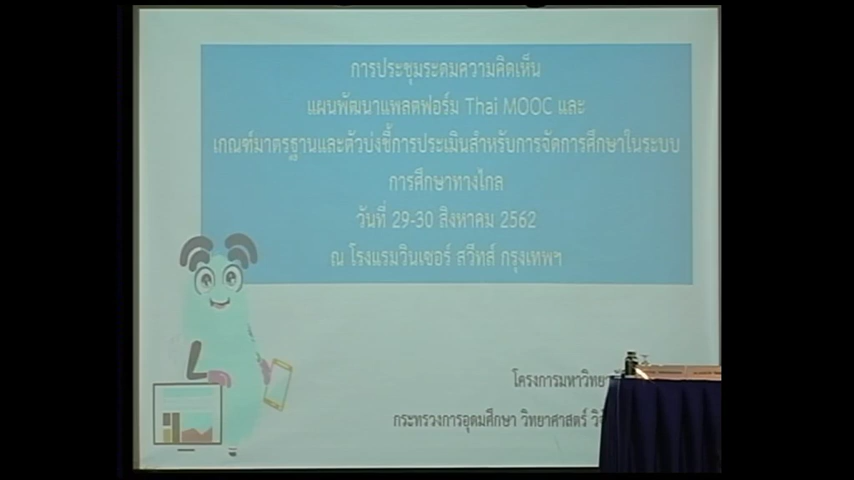 การประชุมระดมความคิดเห็น
แผนพัฒนาแพลตฟอร์ม Thai MOOC และ
เกณฑ์มาตรฐานและตัวบ่งชี้การประเมินสำหรับการจัดการศึกษาในระบบ
การศึกษาทางไกล
วันที่ 29-30 สิงหาคม 2562
ณ โรงแรมวินเซอร์ สวีทส์ กรุงเทพฯ
โครงการมหาวิทยา
กระทรวงการอุดมศึกษา วิทยาศาสตร์